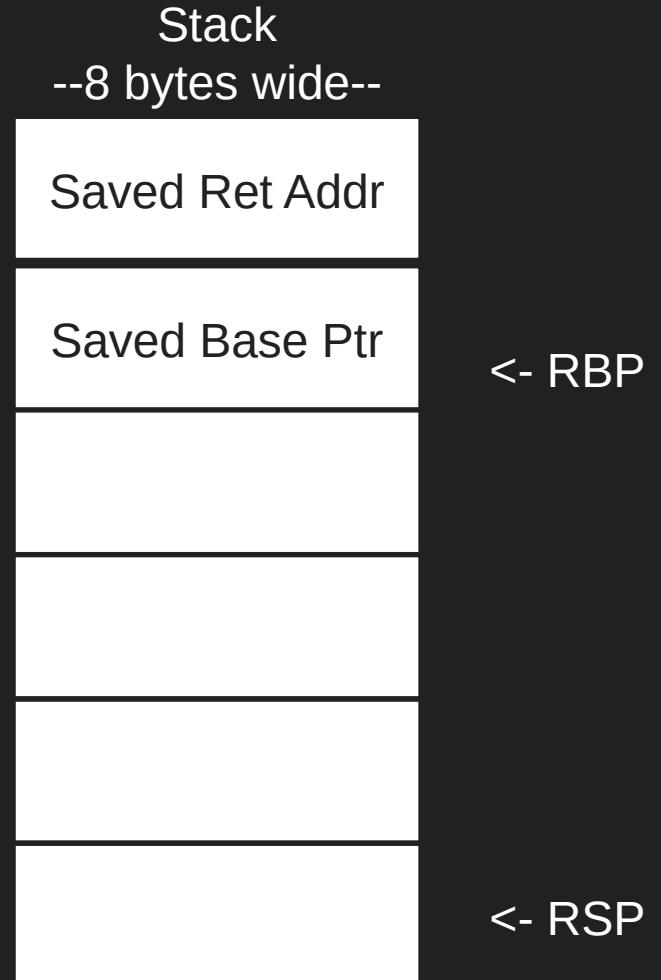 Stack
--8 bytes wide--
Saved Ret Addr
Saved Base Ptr
<- RBP
<- RSP